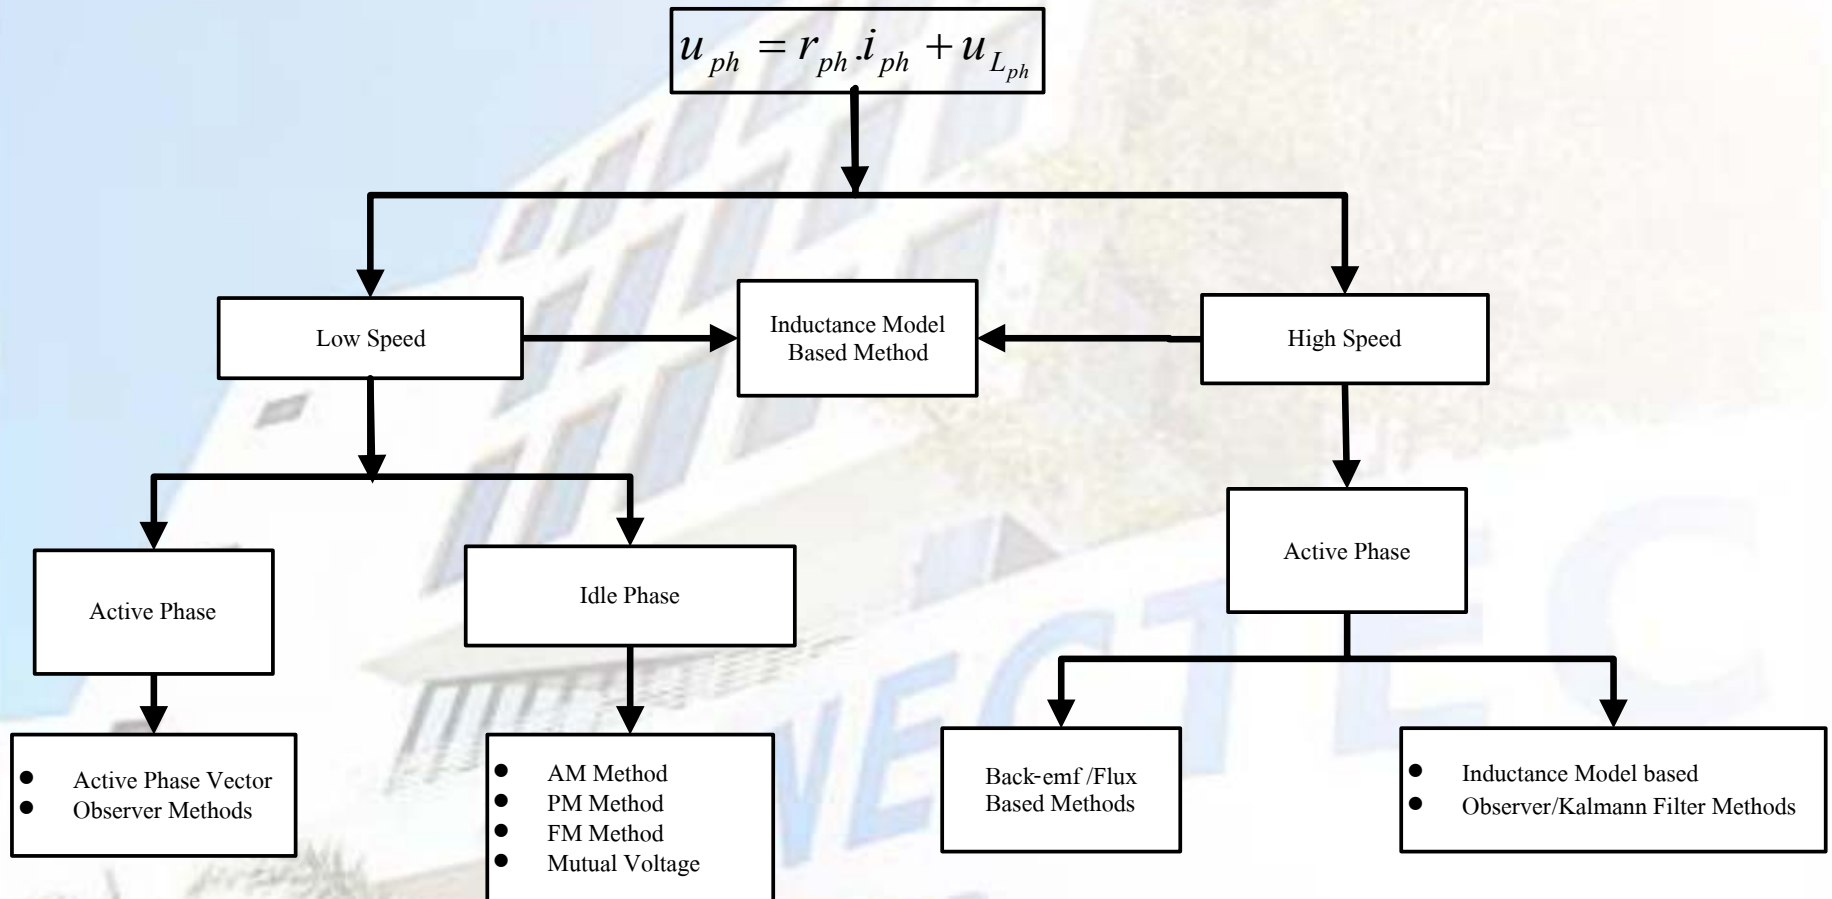 u_ph = r_ph.i_ph + u_L_ph
Low Speed
Inductance Model
Based Method
High Speed
Active Phase
Idle Phase
Active Phase
● Active Phase Vector
● Observer Methods
● AM Method
● PM Method
● FM Method
● Mutual Voltage
Back-emf /Flux
Based Methods
● Inductance Model based
● Observer/Kalmann Filter Methods
NECTEC